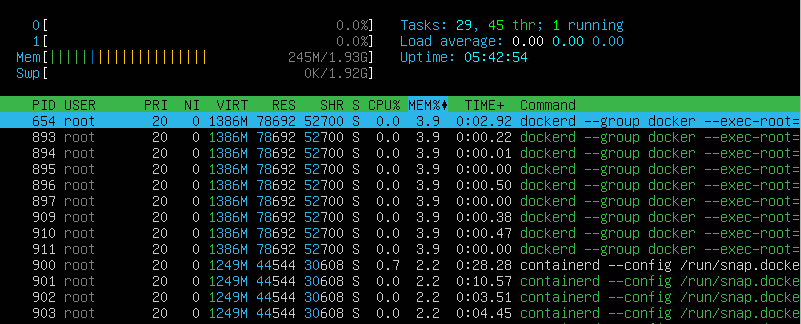 0[ 0.0%] Tasks: 29, 45 thr; 1 running
1[ 0.0%] Load average: 0.00 0.00 0.00
Mem[|||||||||||||||||||| 245M/1.93G] Uptime: 05:42:54
Swp[ 0K/1.92G]
PID USER PRI NI VIRT RES SHR S CPU% MEM% TIME+ Command
654 root 20 0 1386M 78692 52700 S 0.0 3.9 0:02.92 dockerd --group docker --exec-root=
893 root 20 0 1386M 78692 52700 S 0.0 3.9 0:00.22 dockerd --group docker --exec-root=
894 root 20 0 1386M 78692 52700 S 0.0 3.9 0:00.01 dockerd --group docker --exec-root=
895 root 20 0 1386M 78692 52700 S 0.0 3.9 0:00.00 dockerd --group docker --exec-root=
896 root 20 0 1386M 78692 52700 S 0.0 3.9 0:00.50 dockerd --group docker --exec-root=
897 root 20 0 1386M 78692 52700 S 0.0 3.9 0:00.00 dockerd --group docker --exec-root=
909 root 20 0 1386M 78692 52700 S 0.0 3.9 0:00.38 dockerd --group docker --exec-root=
910 root 20 0 1386M 78692 52700 S 0.0 3.9 0:00.47 dockerd --group docker --exec-root=
911 root 20 0 1386M 78692 52700 S 0.0 3.9 0:00.00 dockerd --group docker --exec-root=
900 root 20 0 1249M 44544 30608 S 0.7 2.2 0:28.28 containerd --config /run/snap.docke
901 root 20 0 1249M 44544 30608 S 0.0 2.2 0:10.57 containerd --config /run/snap.docke
902 root 20 0 1249M 44544 30608 S 0.0 2.2 0:03.51 containerd --config /run/snap.docke
903 root 20 0 1249M 44544 30608 S 0.0 2.2 0:04.45 containerd --config /run/snap.docke